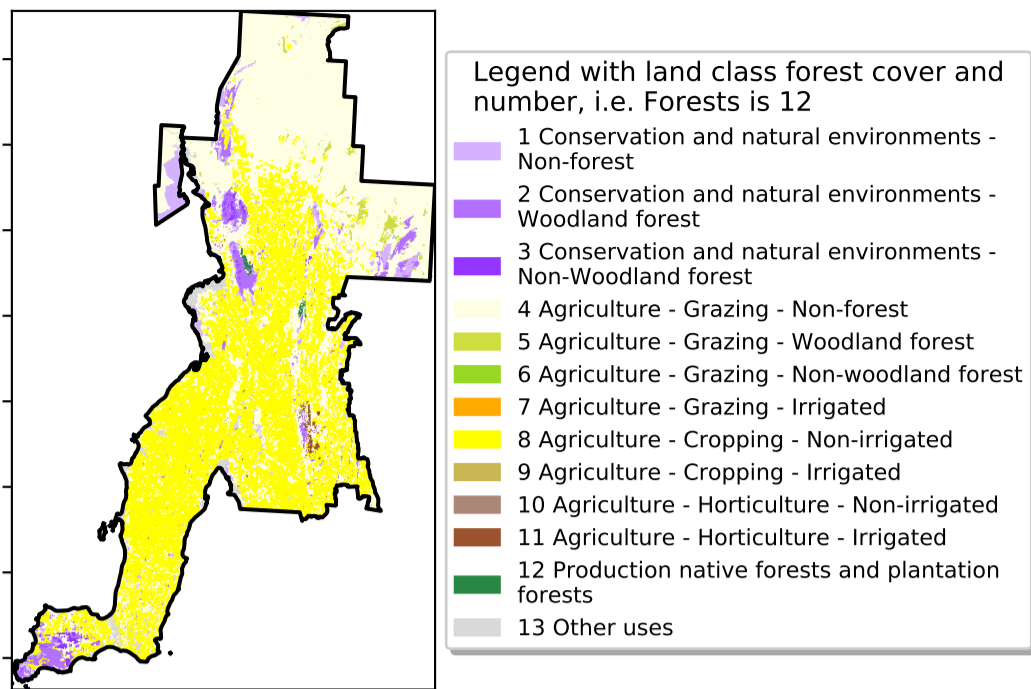 Legend with land class forest cover and
number, i.e. Forests is 12
1 Conservation and natural environments -
Non-forest
2 Conservation and natural environments -
Woodland forest
3 Conservation and natural environments -
Non-Woodland forest
4 Agriculture - Grazing - Non-forest
5 Agriculture - Grazing - Woodland forest
6 Agriculture - Grazing - Non-woodland forest
7 Agriculture - Grazing - Irrigated
8 Agriculture - Cropping - Non-irrigated
9 Agriculture - Cropping - Irrigated
10 Agriculture - Horticulture - Non-irrigated
11 Agriculture - Horticulture - Irrigated
12 Production native forests and plantation
forests
13 Other uses